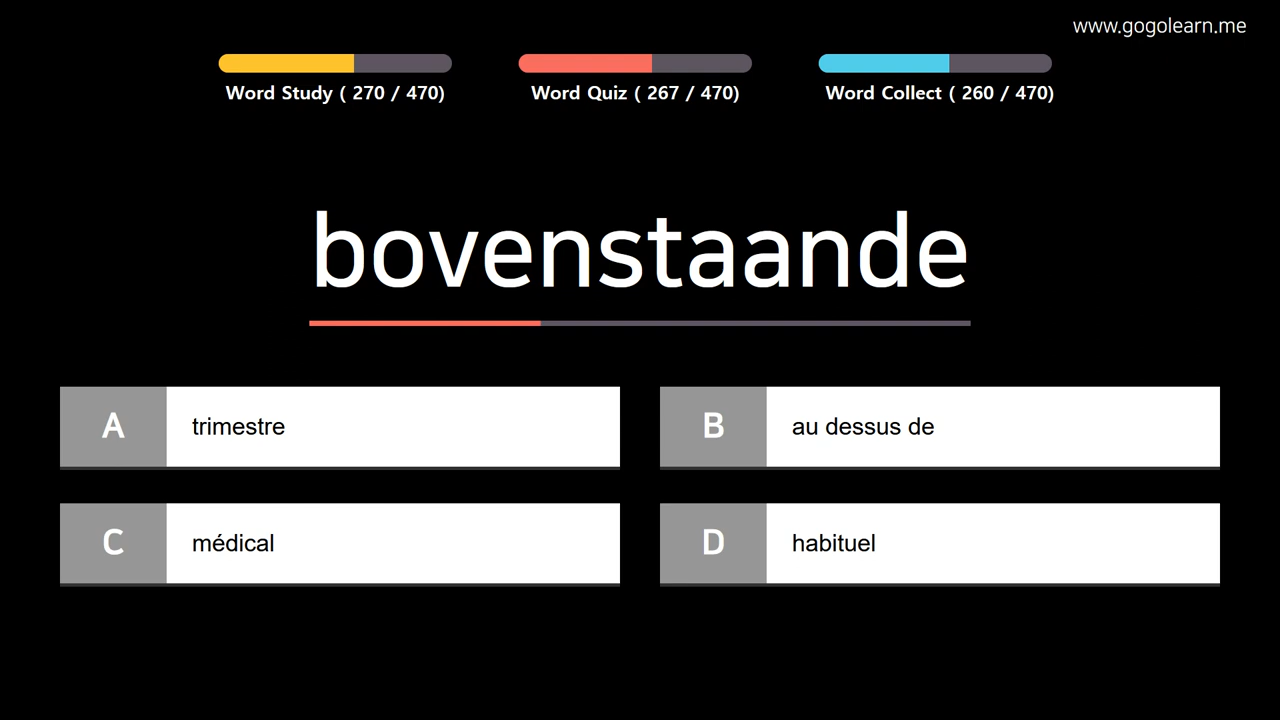 www.gogolearn.me
Word Study ( 270 / 470)
Word Quiz ( 267 / 470)
Word Collect ( 260 / 470)
bovenstaande
A trimestre
B au dessus de
C médical
D habituel